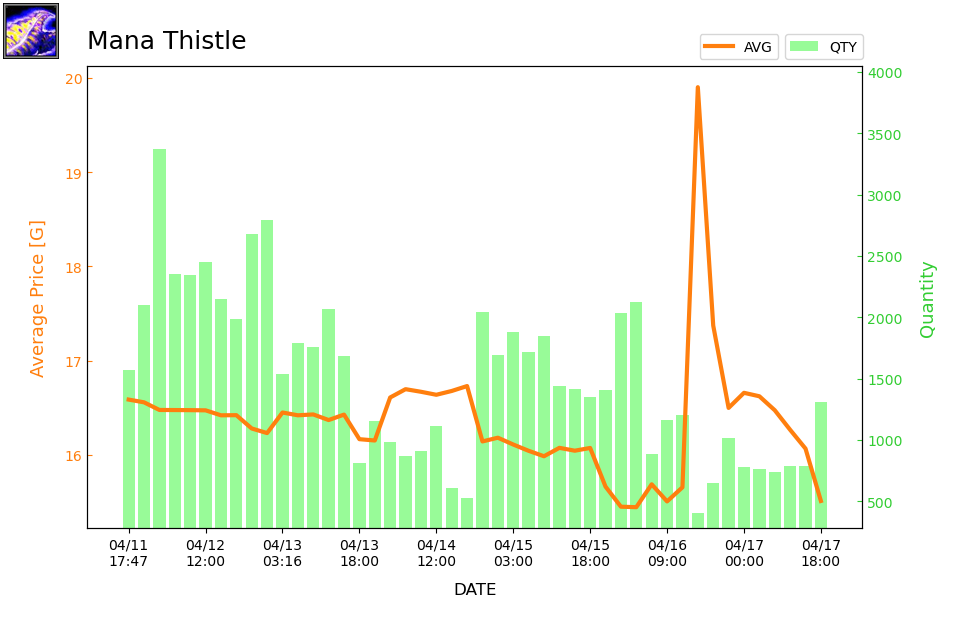 Mana Thistle
AVG
QTY
20
19
18
17
16
Average Price [G]
4000
3500
3000
2500
2000
1500
1000
500
Quantity
04/11 04/12 04/13 04/13 04/14 04/15 04/15 04/16 04/17 04/17
17:47 12:00 03:16 18:00 12:00 03:00 18:00 09:00 00:00 18:00
DATE